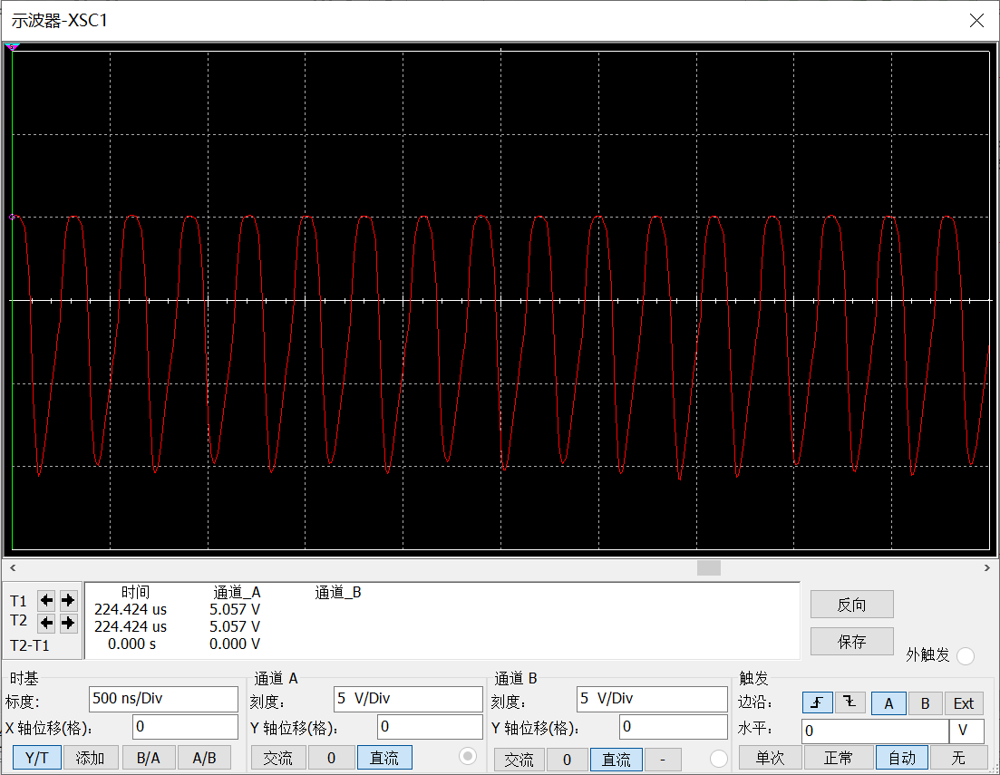 示波器-XSC1
时间 通道_A 通道_B
T1 224.424 us 5.057 V
T2 224.424 us 5.057 V
T2-T1 0.000 s 0.000 V
反向
保存
外触发
时基
标度: 500 ns/Div
X 轴位移(格): 0
Y/T 添加 B/A A/B
通道 A
刻度: 5 V/Div
Y 轴位移(格): 0
交流 0 直流
通道 B
刻度: 5 V/Div
Y 轴位移(格): 0
交流 0 直流 -
触发
边沿: A B Ext
水平: 0 V
单次 正常 自动 无